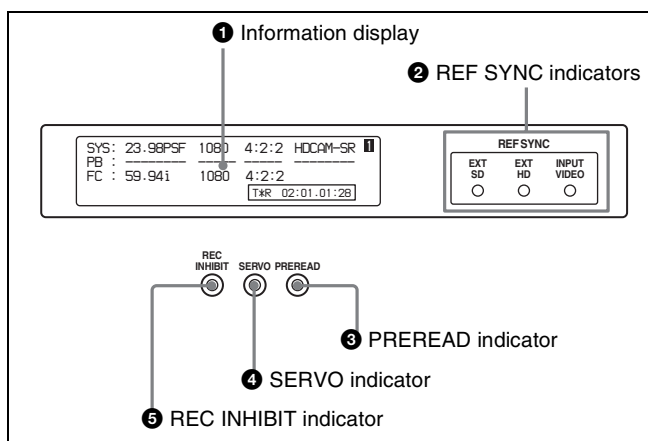 ❶ Information display
❷ REF SYNC indicators
SYS: 23.98PSF 1080 4:2:2 HDCAM-SR 1
PB : -------- ----- ----- --------
FC : 59.94i 1080 4:2:2
T*R 02:01.01:28
REF SYNC
EXT SD
EXT HD
INPUT VIDEO
REC INHIBIT
SERVO
PREREAD
❸ PREREAD indicator
❹ SERVO indicator
❺ REC INHIBIT indicator